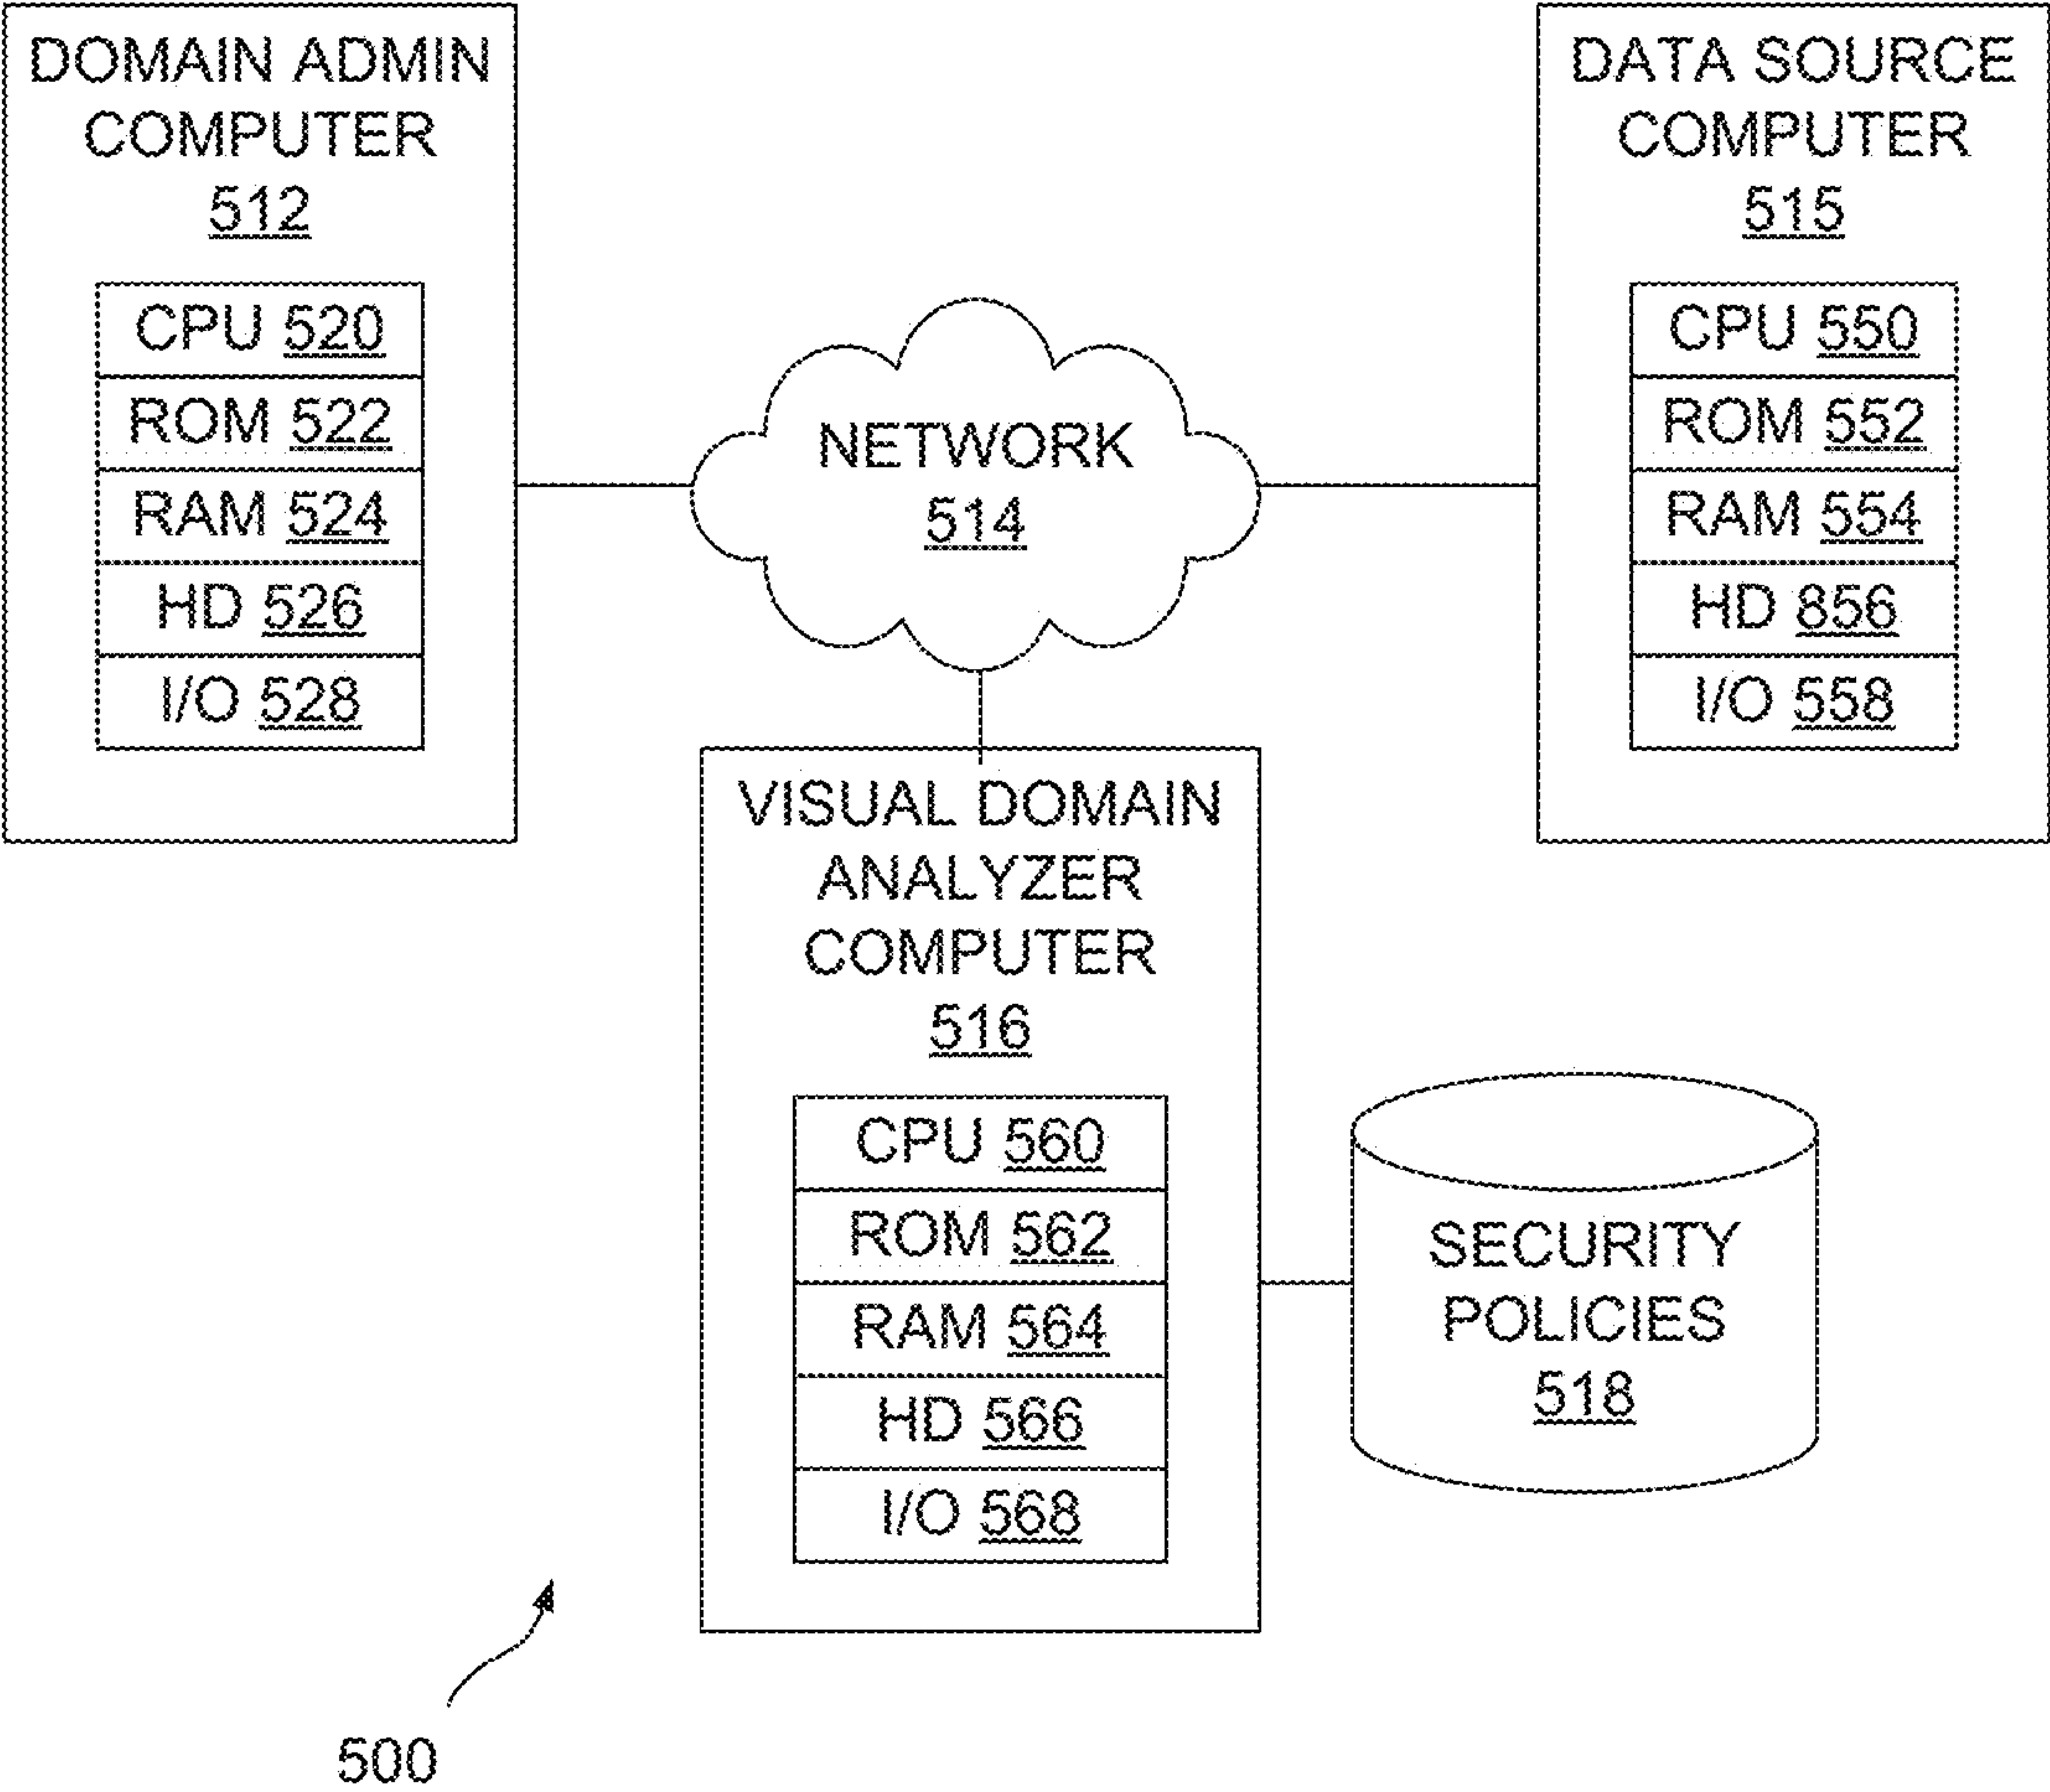 DOMAIN ADMIN
COMPUTER
512
CPU 520
ROM 522
RAM 524
HD 526
I/O 528
NETWORK
514
DATA SOURCE
COMPUTER
515
CPU 550
ROM 552
RAM 554
HD 856
I/O 558
VISUAL DOMAIN
ANALYZER
COMPUTER
516
CPU 560
ROM 562
RAM 564
HD 566
I/O 568
SECURITY
POLICIES
518
500